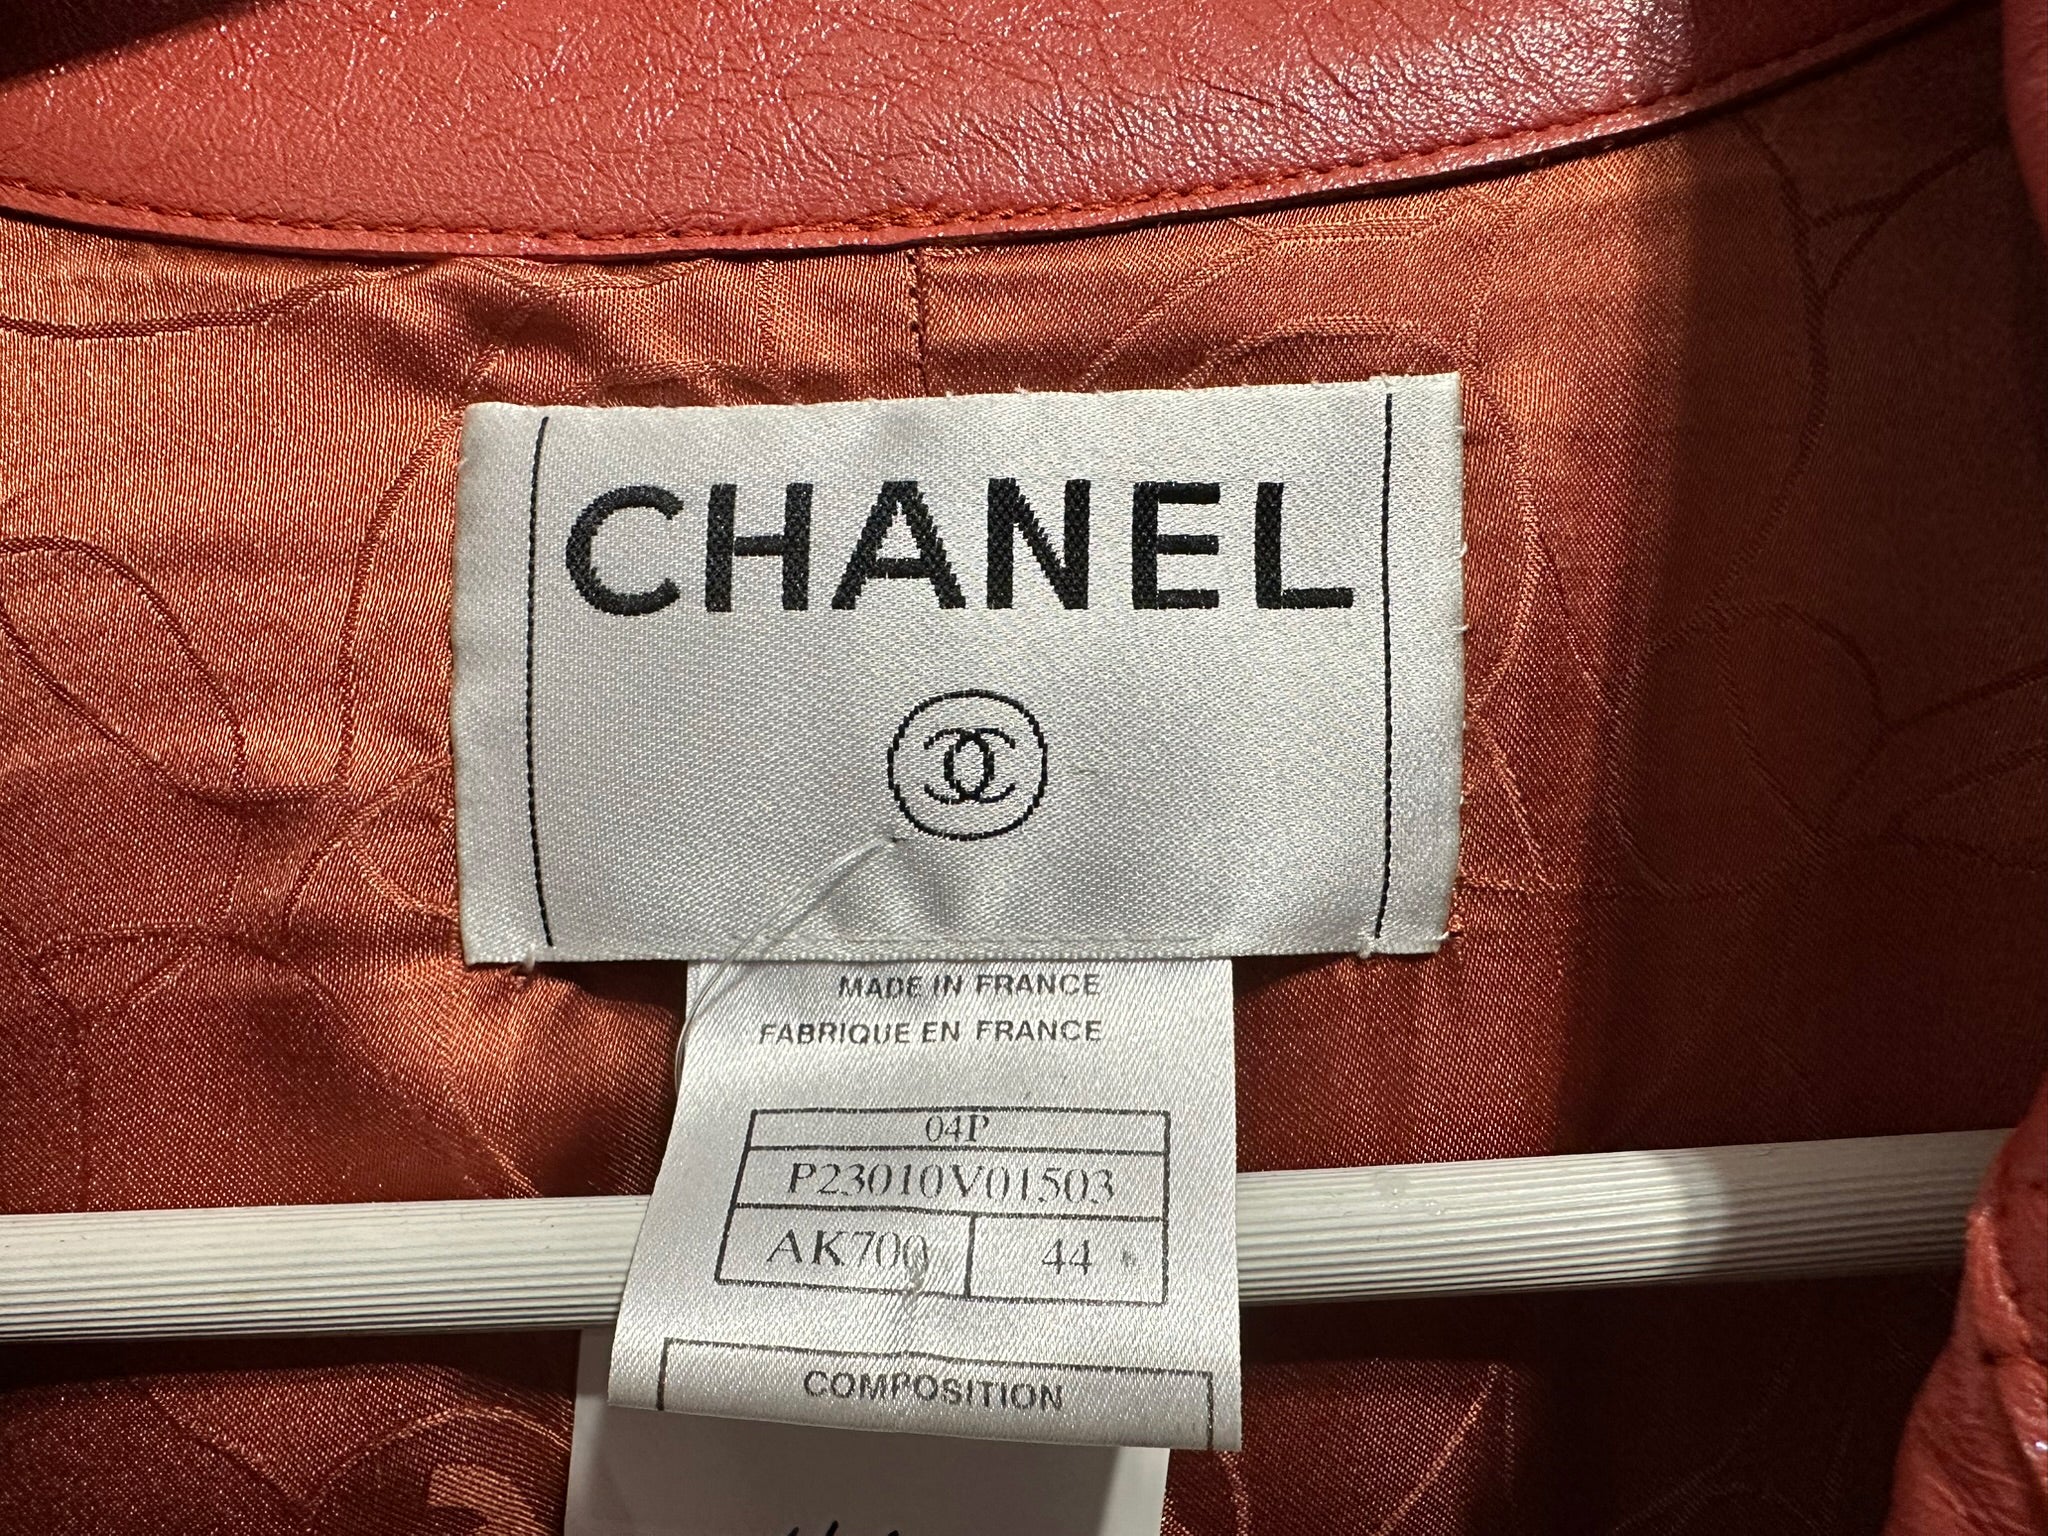 CHANEL
MADE IN FRANCE
FABRIQUE EN FRANCE
04P
P23010V01503
AK700 44
COMPOSITION